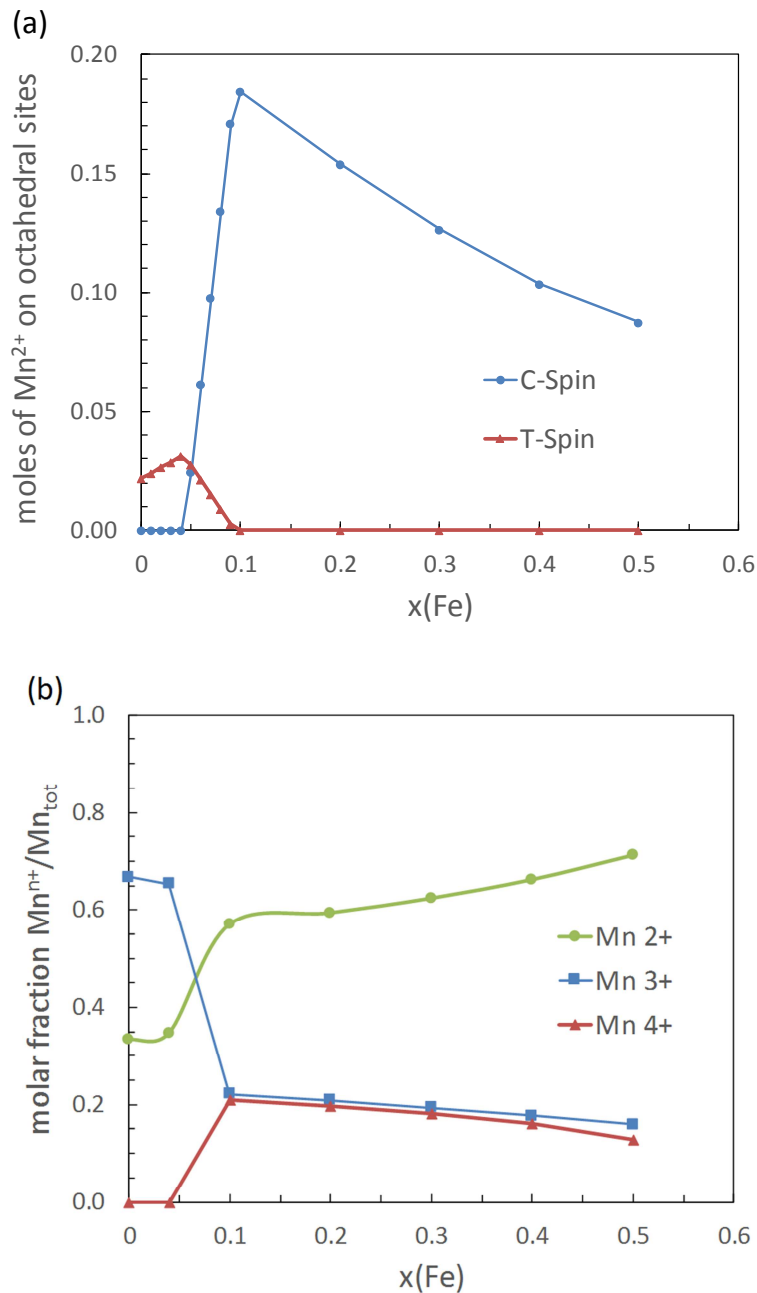 (a)
moles of Mn²⁺ on octahedral sites
0.20
0.15
0.10
0.05
0.00
C-Spin
T-Spin
0 0.1 0.2 0.3 0.4 0.5 0.6
x(Fe)
(b)
molar fraction Mnⁿ⁺/Mn_tot
1.0
0.8
0.6
0.4
0.2
0.0
Mn 2+
Mn 3+
Mn 4+
0 0.1 0.2 0.3 0.4 0.5 0.6
x(Fe)